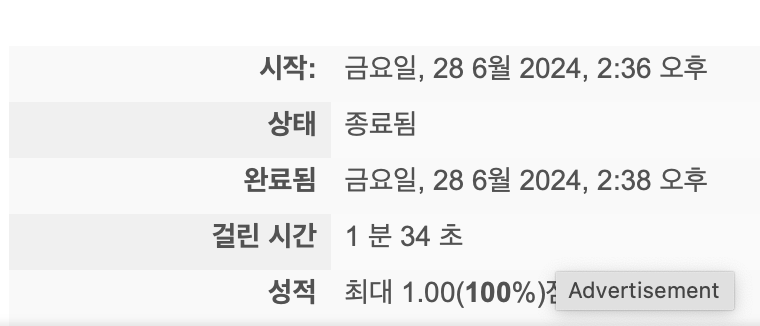 시작: 금요일, 28 6월 2024, 2:36 오후
상태 종료됨
완료됨 금요일, 28 6월 2024, 2:38 오후
걸린 시간 1 분 34 초
성적 최대 1.00(100%)
Advertisement